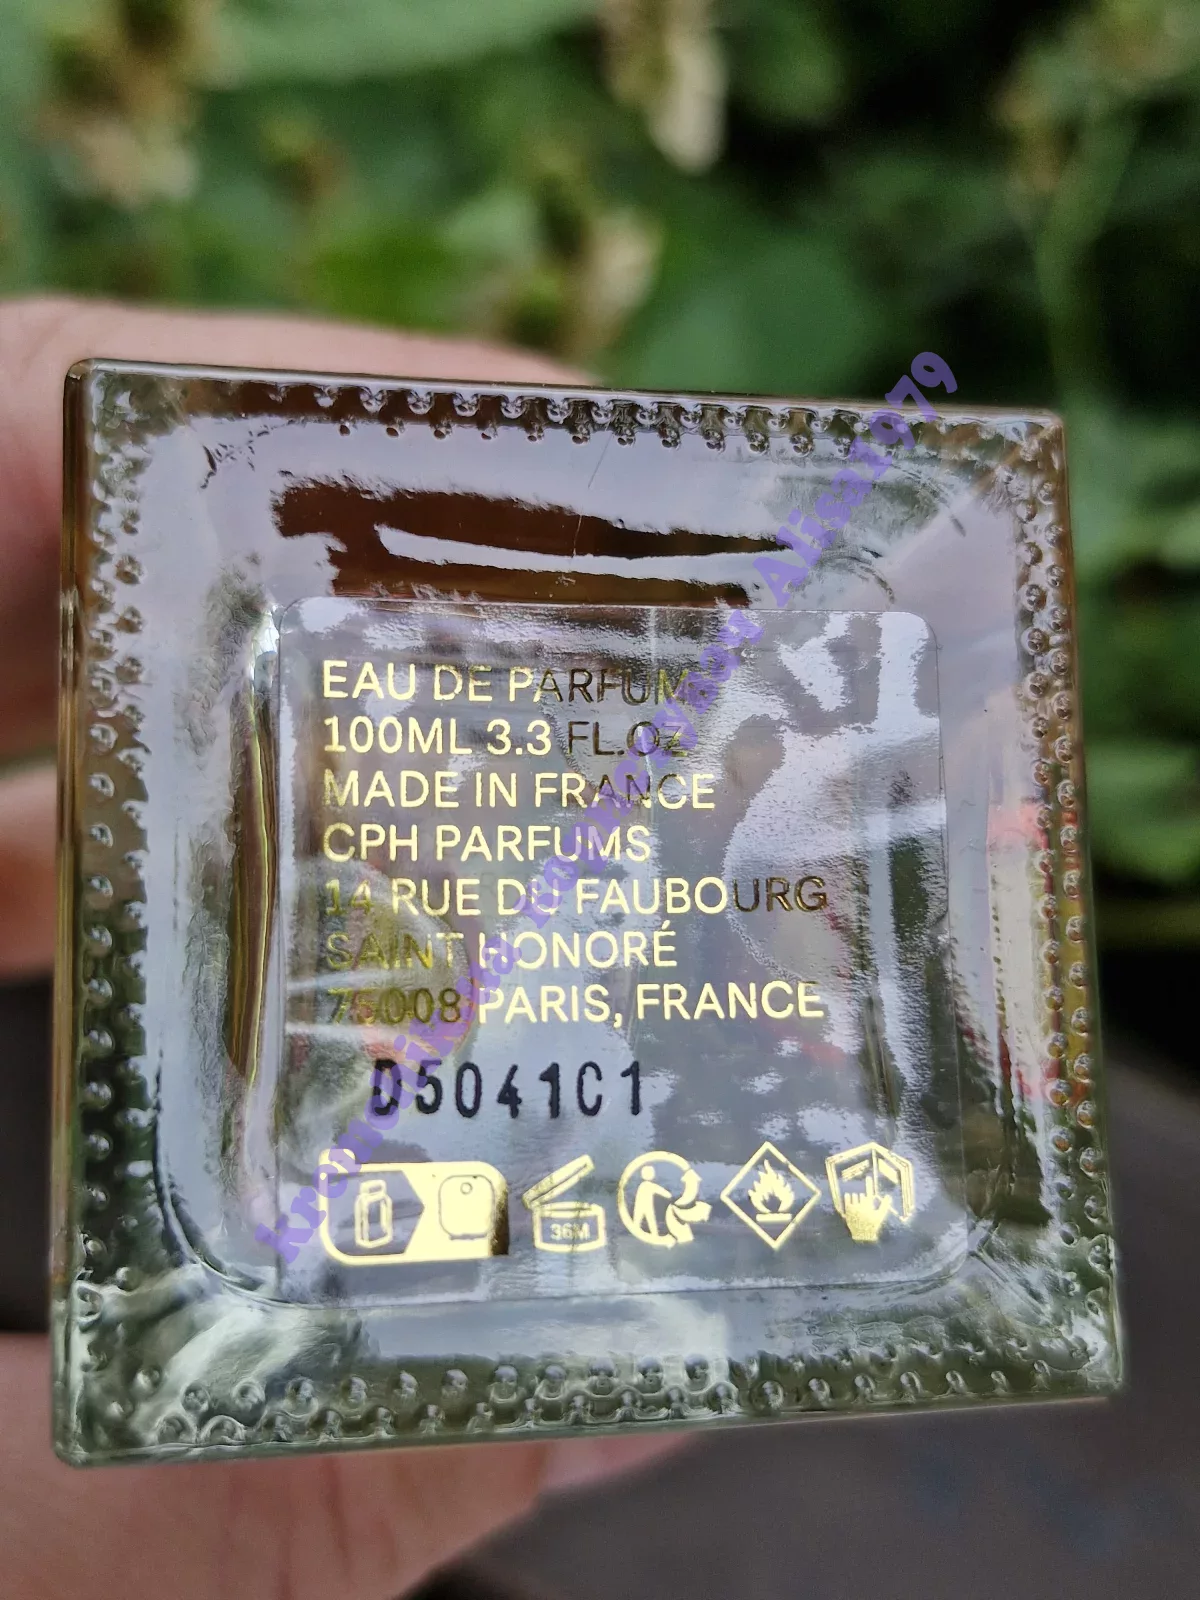 EAU DE PARFUM
100ML 3.3 FL.OZ
MADE IN FRANCE
CPH PARFUMS
14 RUE DU FAUBOURG
SAINT HONORÉ
75008 PARIS, FRANCE
D5041C1
36M
Alisa1979